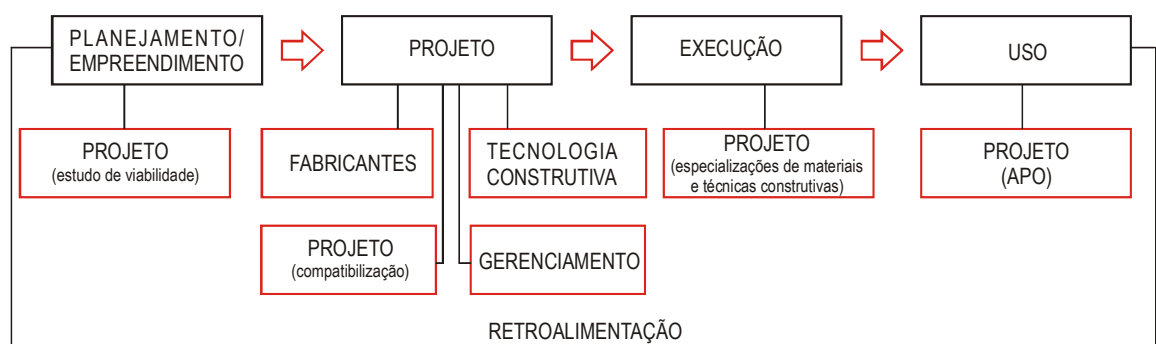 PLANEJAMENTO/
EMPREENDIMENTO
PROJETO
EXECUÇÃO
USO
PROJETO
(estudo de viabilidade)
FABRICANTES
TECNOLOGIA
CONSTRUTIVA
PROJETO
(especializações de materiais
e técnicas construtivas)
PROJETO
(APO)
PROJETO
(compatibilização)
GERENCIAMENTO
RETROALIMENTAÇÃO